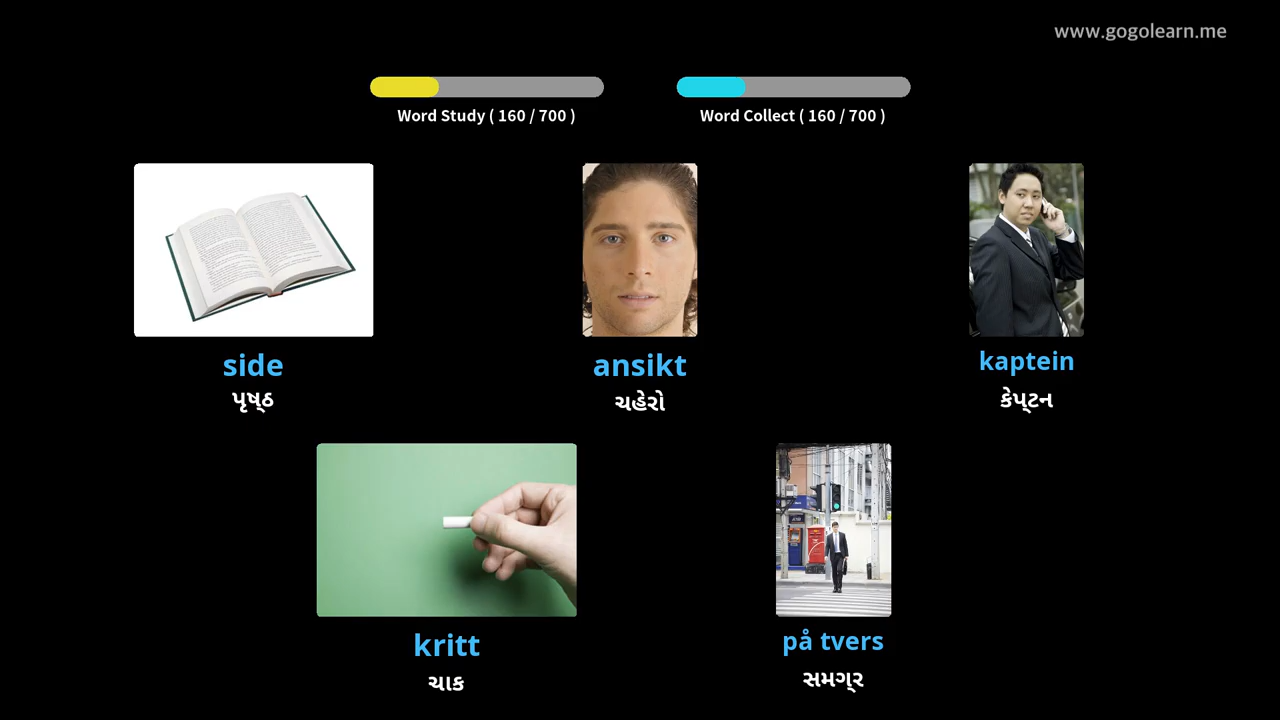 www.gogolearn.me
Word Study ( 160 / 700 )
Word Collect ( 160 / 700 )
side
પૃષ્ઠ
ansikt
ચહેરો
kaptein
કેપ્ટન
kritt
ચાક
på tvers
સમગ્ર